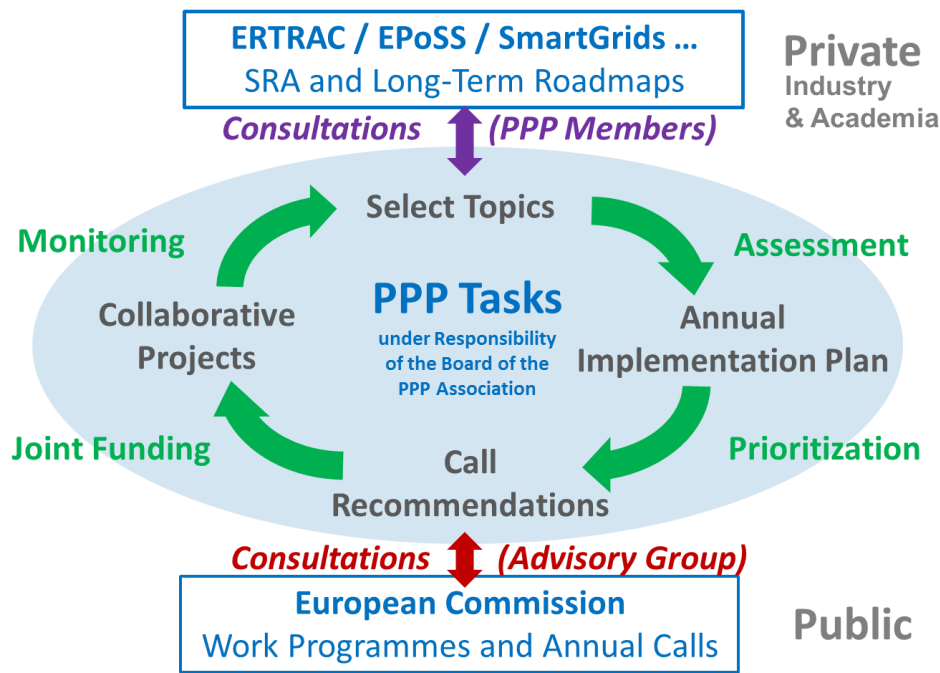 ERTRAC / EPoSS / SmartGrids ...
SRA and Long-Term Roadmaps
Private
Industry
& Academia
Consultations (PPP Members)
Select Topics
Monitoring
Assessment
PPP Tasks
under Responsibility
of the Board of the
PPP Association
Collaborative
Projects
Annual
Implementation Plan
Joint Funding
Prioritization
Call
Recommendations
Consultations (Advisory Group)
European Commission
Work Programmes and Annual Calls
Public